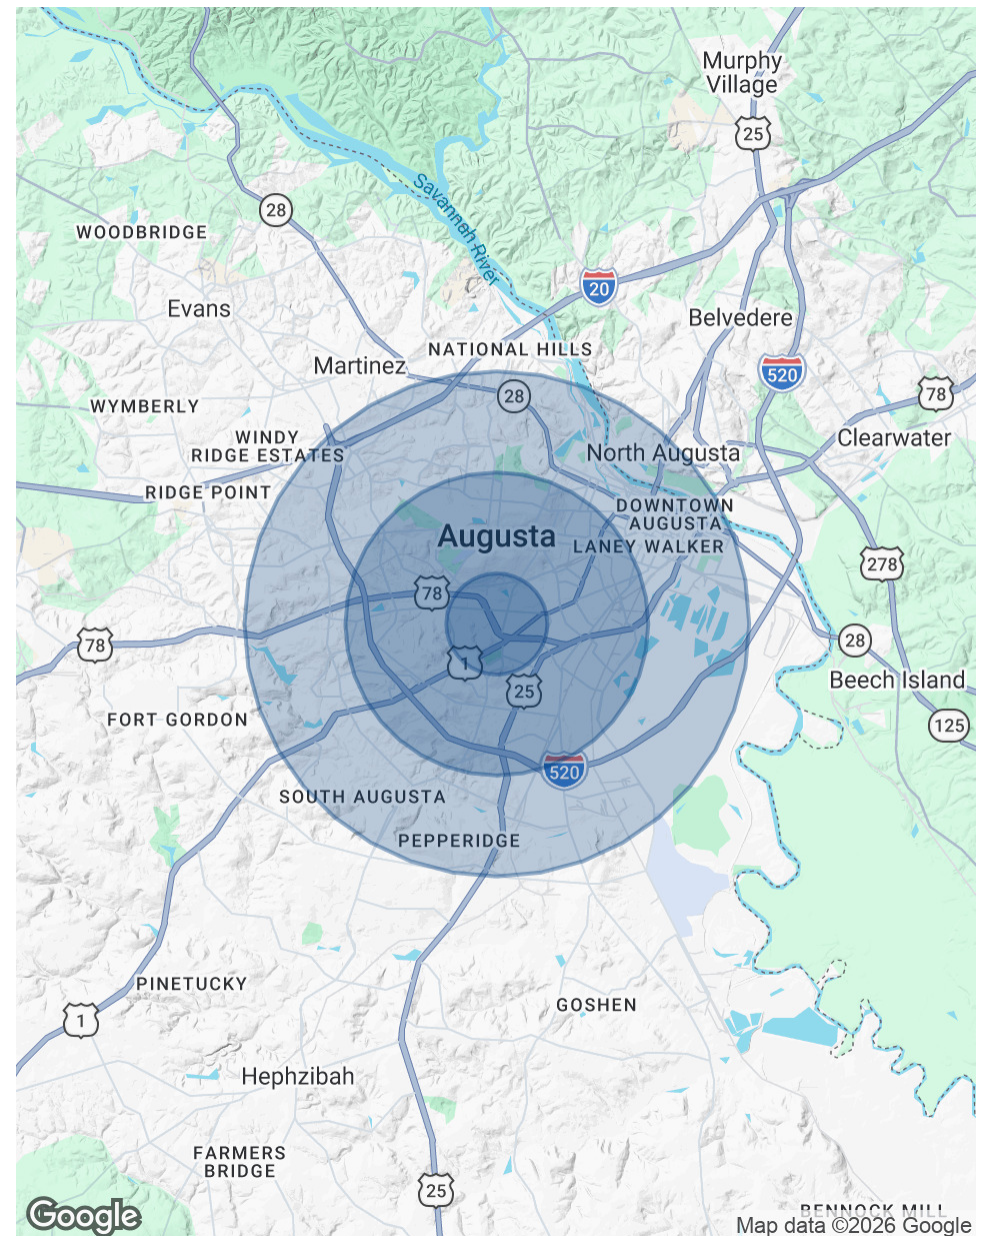 Murphy
Village
25
Savannah River
28
WOODBRIDGE
20
Evans
Belvedere
NATIONAL HILLS
Martinez
520
78
28
WYMBERLY
Clearwater
WINDY
RIDGE ESTATES
North Augusta
RIDGE POINT
DOWNTOWN
AUGUSTA
Augusta
LANEY WALKER
278
78
78
28
1
Beech Island
25
FORT GORDON
125
520
SOUTH AUGUSTA
PEPPERIDGE
PINETUCKY
GOSHEN
1
Hephzibah
FARMERS
BRIDGE
25
BENNOCK MILL
Google
Map data ©2026 Google